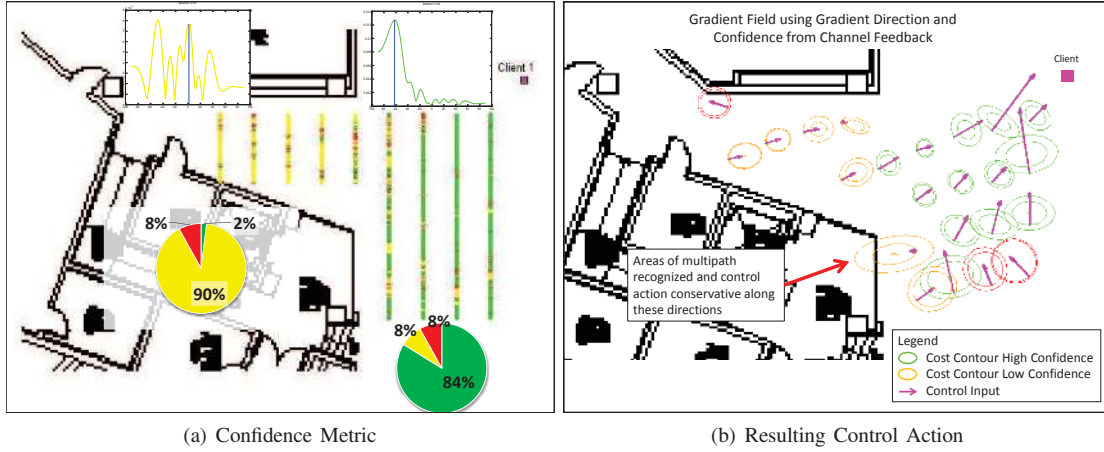 Client 1
8%
2%
90%
8%
8%
84%
(a) Confidence Metric
Gradient Field using Gradient Direction and
Confidence from Channel Feedback
Client
Areas of multipath
recognized and control
action conservative along
these directions
Legend
Cost Contour High Confidence
Cost Contour Low Confidence
Control Input
(b) Resulting Control Action